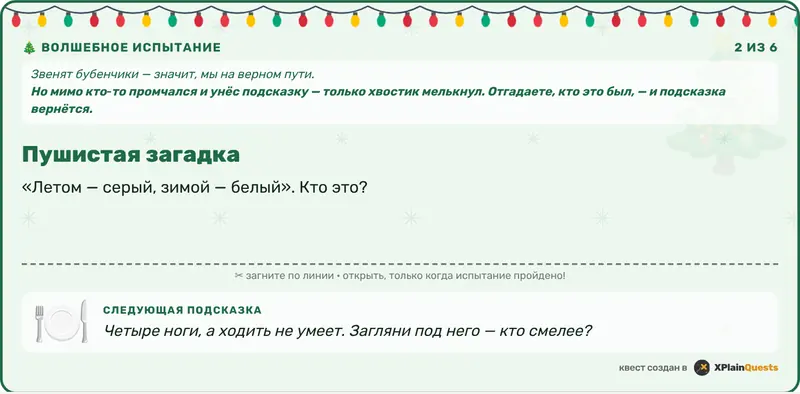 ВОЛШЕБНОЕ ИСПЫТАНИЕ
2 ИЗ 6
Звенят бубенчики — значит, мы на верном пути.
Но мимо кто-то промчался и унёс подсказку — только хвостик мелькнул. Отгадаете, кто это был, — и подсказка
вернётся.
Пушистая загадка
«Летом — серый, зимой — белый». Кто это?
✂ загните по линии • открыть, только когда испытание пройдено!
СЛЕДУЮЩАЯ ПОДСКАЗКА
Четыре ноги, а ходить не умеет. Загляни под него — кто смелее?
квест создан в XPlainQuests